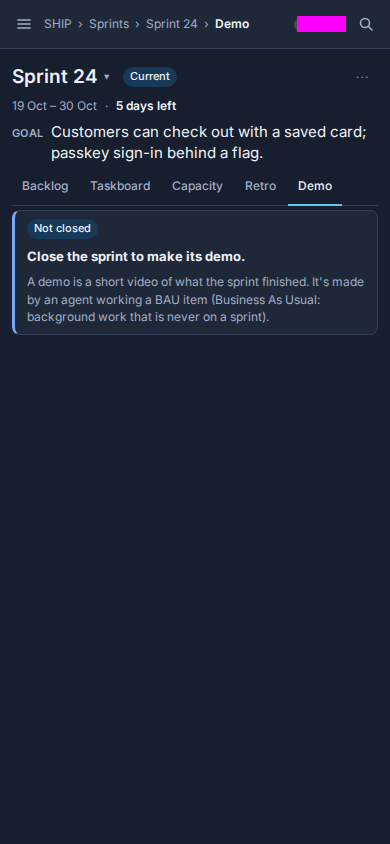 SHIP › Sprints › Sprint 24 › Demo
Sprint 24 ▾ Current ...
19 Oct – 30 Oct · 5 days left
GOAL Customers can check out with a saved card;
passkey sign-in behind a flag.
Backlog Taskboard Capacity Retro Demo
Not closed
Close the sprint to make its demo.
A demo is a short video of what the sprint finished. It's made
by an agent working a BAU item (Business As Usual:
background work that is never on a sprint).